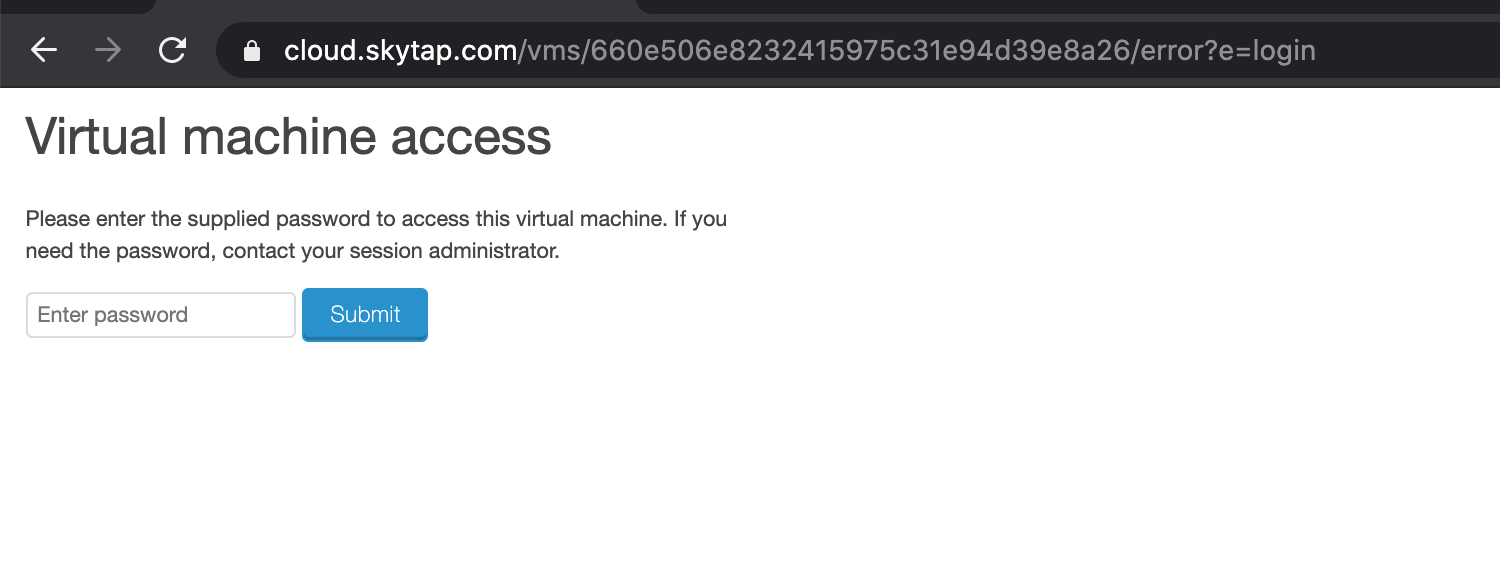 cloud.skytap.com/vms/660e506e8232415975c31e94d39e8a26/error?e=login
Virtual machine access
Please enter the supplied password to access this virtual machine. If you
need the password, contact your session administrator.
Enter password
Submit